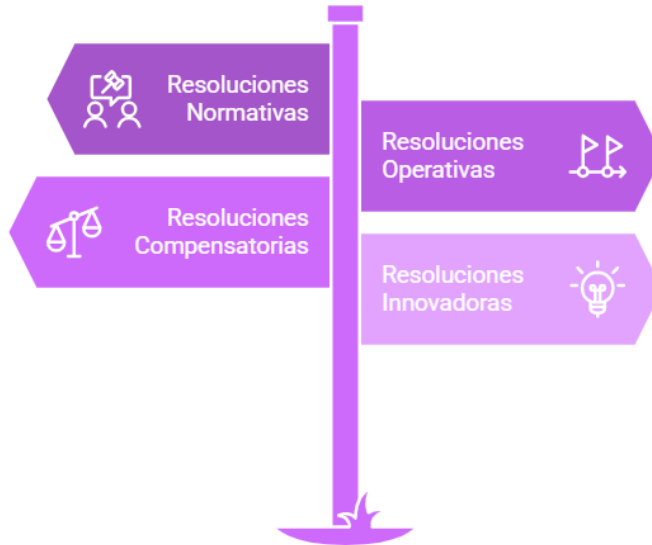 Resoluciones
Normativas
Resoluciones
Operativas
Resoluciones
Compensatorias
Resoluciones
Innovadoras